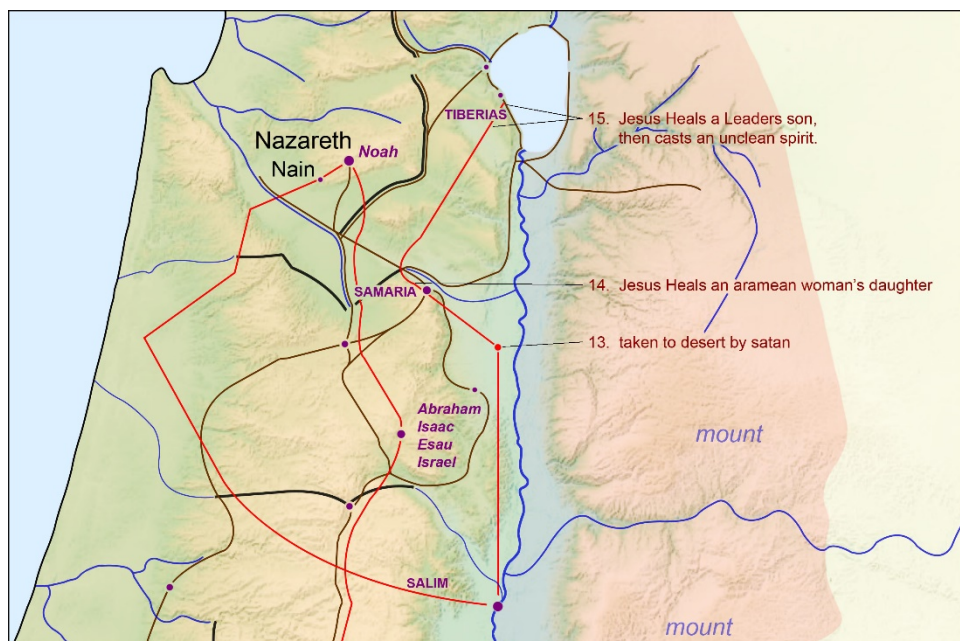 TIBERIAS
15. Jesus Heals a Leaders son,
then casts an unclean spirit.
Nazareth
Noah
Nain
SAMARIA
14. Jesus Heals an aramean woman's daughter
13. taken to desert by satan
Abraham
Isaac
Esau
Israel
mount
SALIM
mount